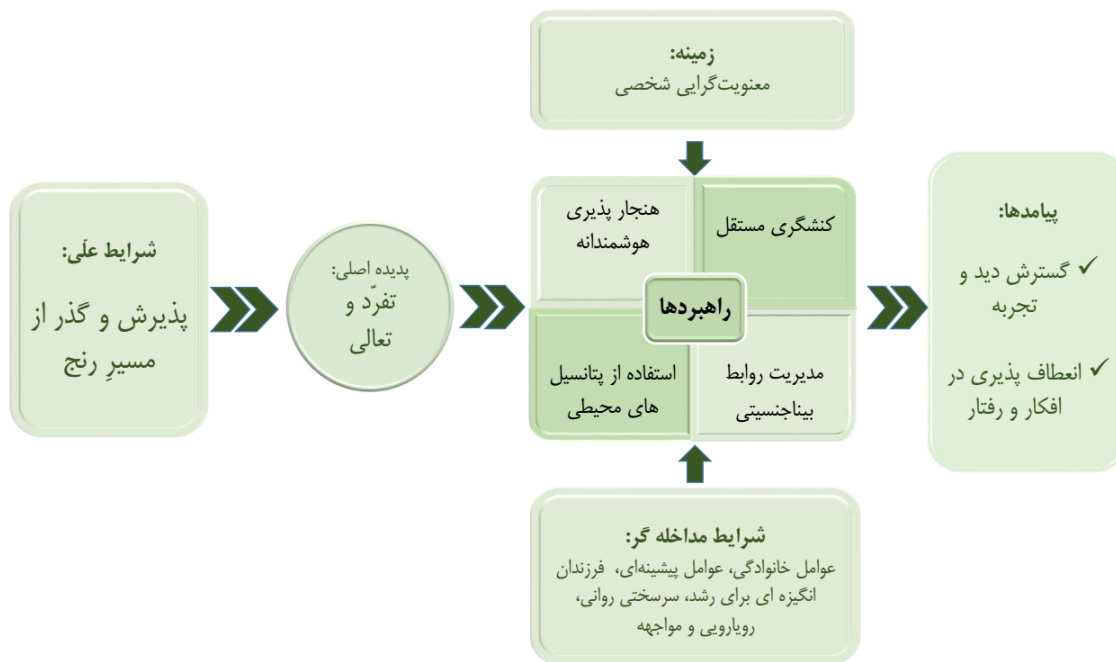 زمینه:
معنویت‌گرایی شخصی
شرایط علّی:
پذیرش و گذر از
مسیرِ رنج
پدیده اصلی:
تفرّد و
تعالی
هنجار پذیری
هوشمندانه
کنشگری مستقل
راهبردها
استفاده از پتانسیل
های محیطی
مدیریت روابط
بیناجنسیتی
پیامدها:
✓ گسترش دید و
تجربه
✓ انعطاف پذیری در
افکار و رفتار
شرایط مداخله گر:
عوامل خانوادگی، عوامل پیشینه‌ای، فرزندان
انگیزه ای برای رشد، سرسختی روانی،
رویارویی و مواجهه